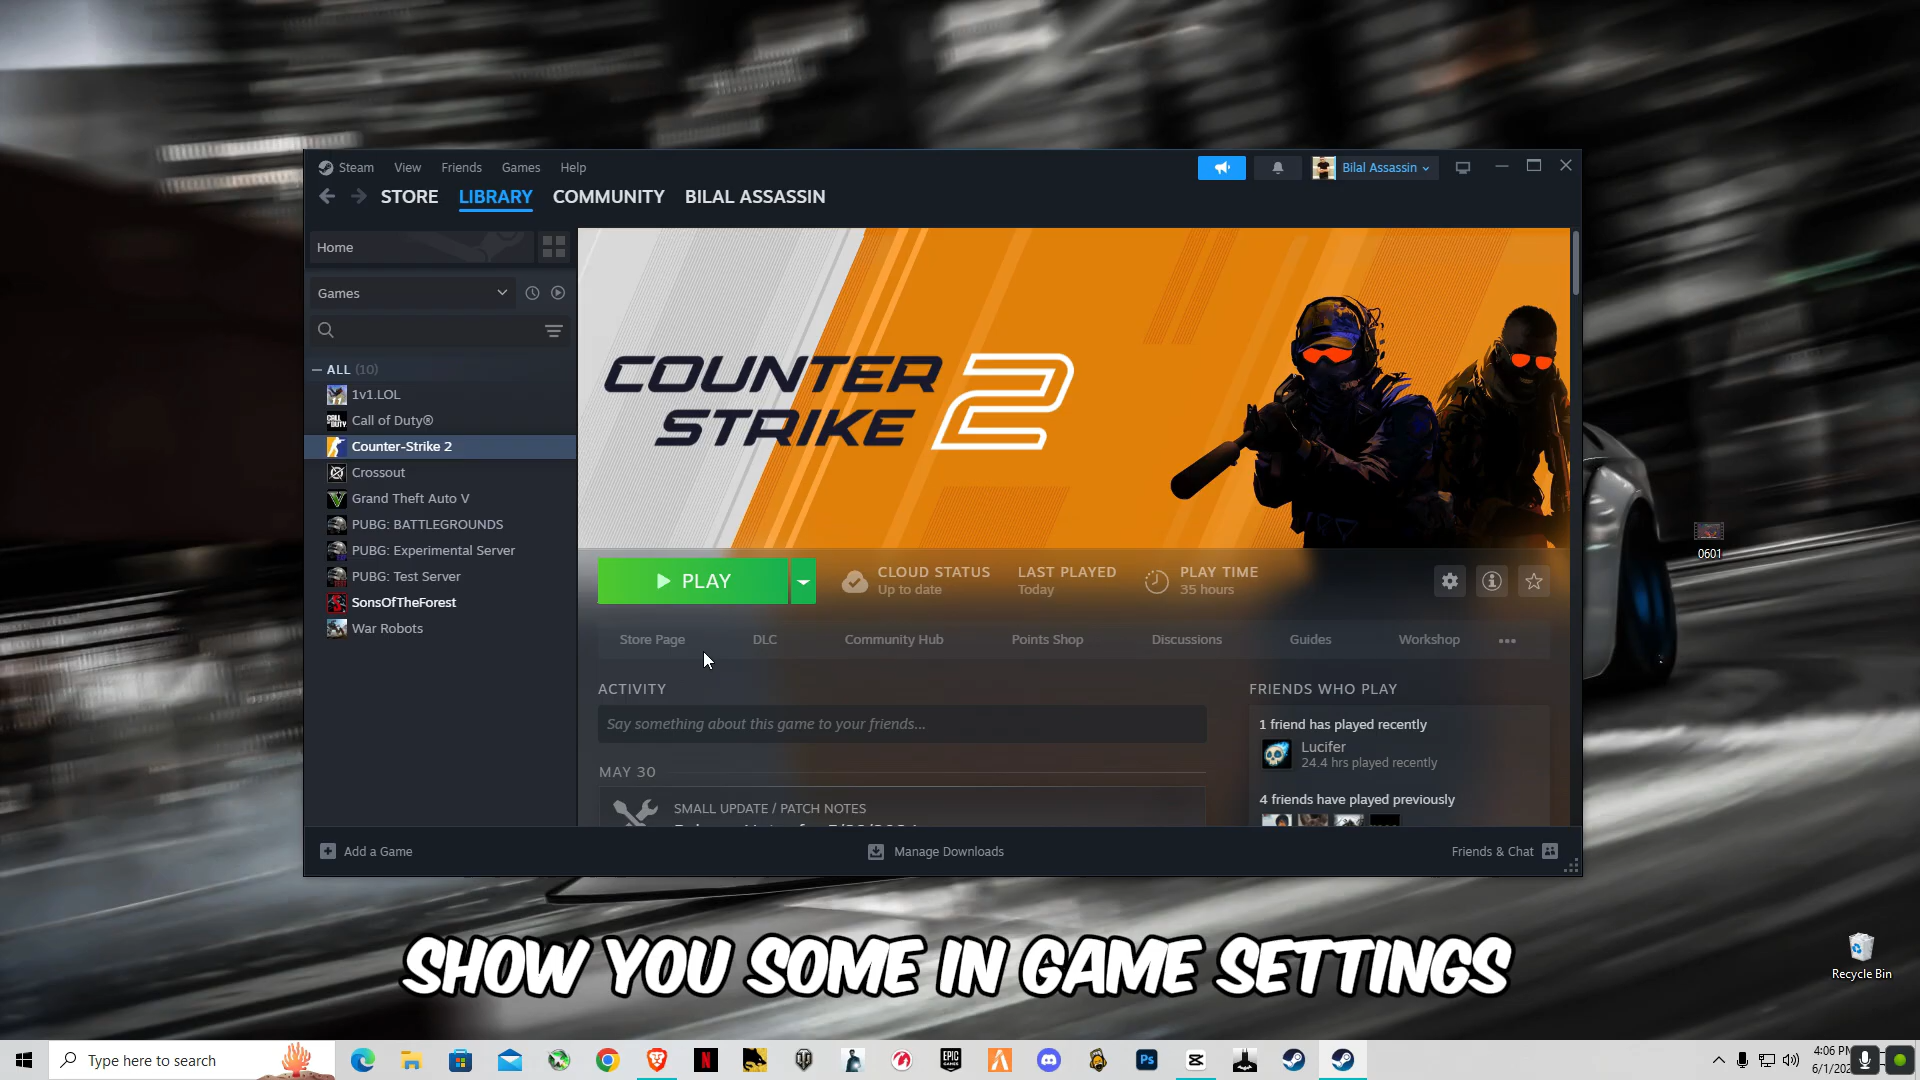 Steam View Friends Games Help
Bilal Assassin
STORE LIBRARY COMMUNITY BILAL ASSASSIN
Home
Games
ALL (10)
1v1.LOL
Call of Duty®
Counter-Strike 2
Crossout
Grand Theft Auto V
PUBG: BATTLEGROUNDS
PUBG: Experimental Server
PUBG: Test Server
SonsOfTheForest
War Robots
COUNTER
STRIKE 2
PLAY
CLOUD STATUS
Up to date
LAST PLAYED
Today
PLAY TIME
35 hours
Store Page DLC Community Hub Points Shop Discussions Guides Workshop
ACTIVITY
Say something about this game to your friends...
MAY 30
SMALL UPDATE / PATCH NOTES
FRIENDS WHO PLAY
1 friend has played recently
Lucifer
24.4 hrs played recently
4 friends have played previously
Add a Game
Manage Downloads
Friends & Chat
0601
Recycle Bin
SHOW YOU SOME IN GAME SETTINGS
Type here to search
EPIC GAMES
Ps
4:06 PM